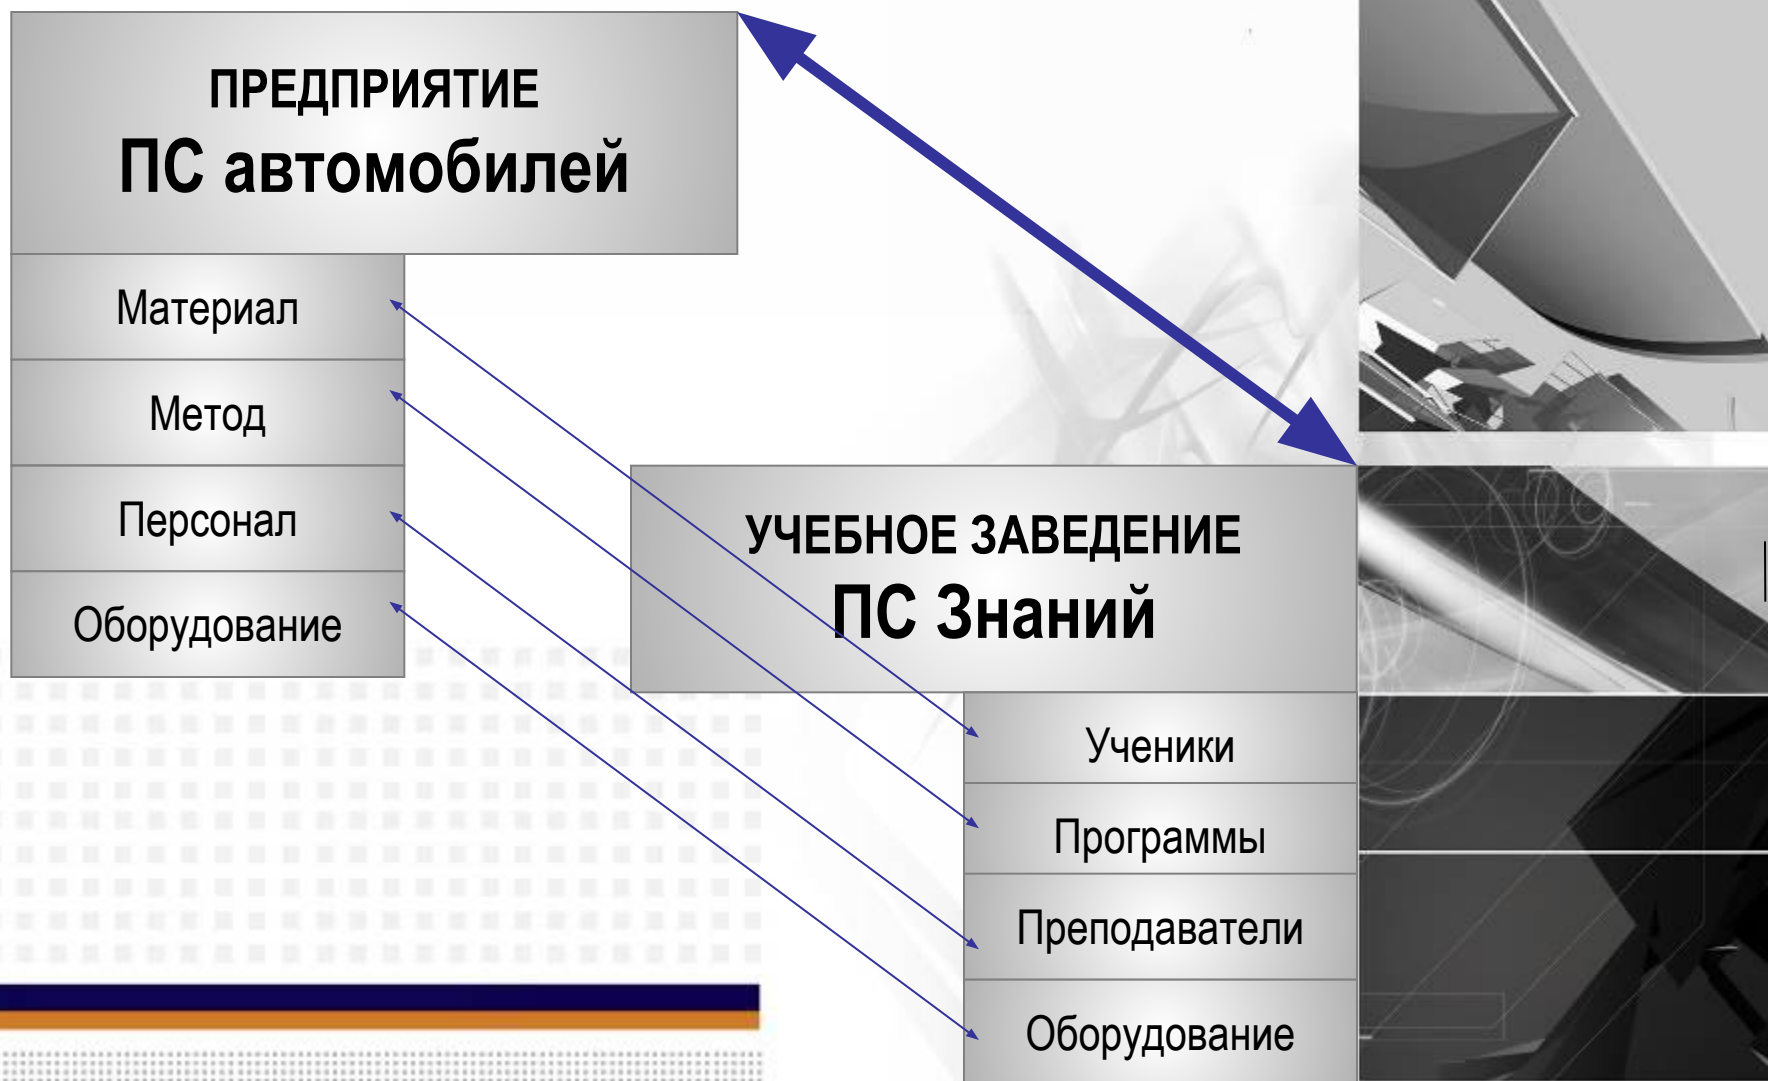 ПРЕДПРИЯТИЕ
ПС автомобилей
Материал
Метод
Персонал
Оборудование
УЧЕБНОЕ ЗАВЕДЕНИЕ
ПС Знаний
Ученики
Программы
Преподаватели
Оборудование